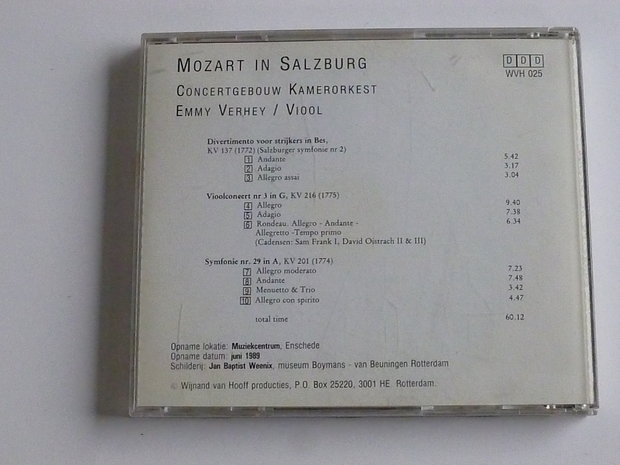 MOZART IN SALZBURG
DDD
WVH 025
CONCERTGEBOUW KAMERORKEST
EMMY VERHEY / VIOOL
Divertimento voor strijkers in Bes,
KV 137 (1772) (Salzburger symfonie nr 2)
1 Andante 5.42
2 Adagio 3.17
3 Allegro assai 3.04
Vioolconcert nr 3 in G, KV 216 (1775)
4 Allegro 9.40
5 Adagio 7.38
6 Rondeau. Allegro - Andante - 6.34
Allegretto -Tempo primo
(Cadensen: Sam Frank I, David Oistrach II & III)
Symfonie nr. 29 in A, KV 201 (1774)
7 Allegro moderato 7.23
8 Andante 7.48
9 Menuetto & Trio 3.42
10 Allegro con spirito 4.47
total time 60.12
Opname lokatie: Muziekcentrum, Enschede
Opname datum: juni 1989
Schilderij: Jan Baptist Weenix, museum Boymans - van Beuningen Rotterdam
© Wijnand van Hooff producties, P.O. Box 25220, 3001 HE. Rotterdam.